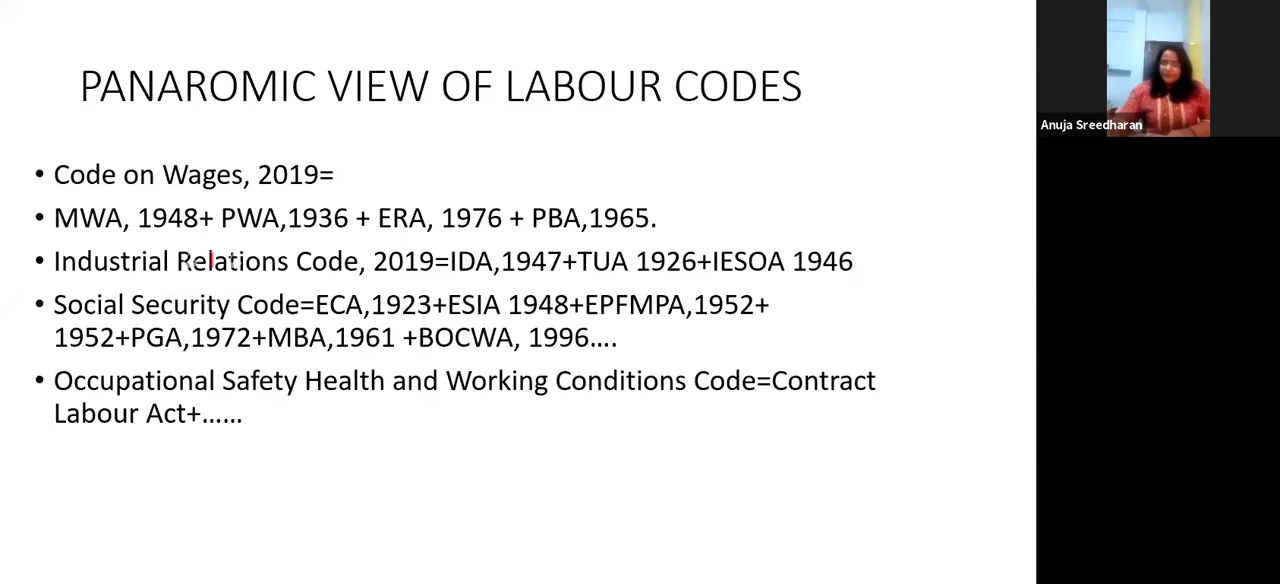 PANAROMIC VIEW OF LABOUR CODES
• Code on Wages, 2019=
• MWA, 1948+ PWA,1936 + ERA, 1976 + PBA,1965.
• Industrial Relations Code, 2019=IDA,1947+TUA 1926+IESOA 1946
• Social Security Code=ECA,1923+ESIA 1948+EPFMPA,1952+
1952+PGA,1972+MBA,1961 +BOCWA, 1996....
• Occupational Safety Health and Working Conditions Code=Contract
Labour Act+......
Anuja Sreedharan